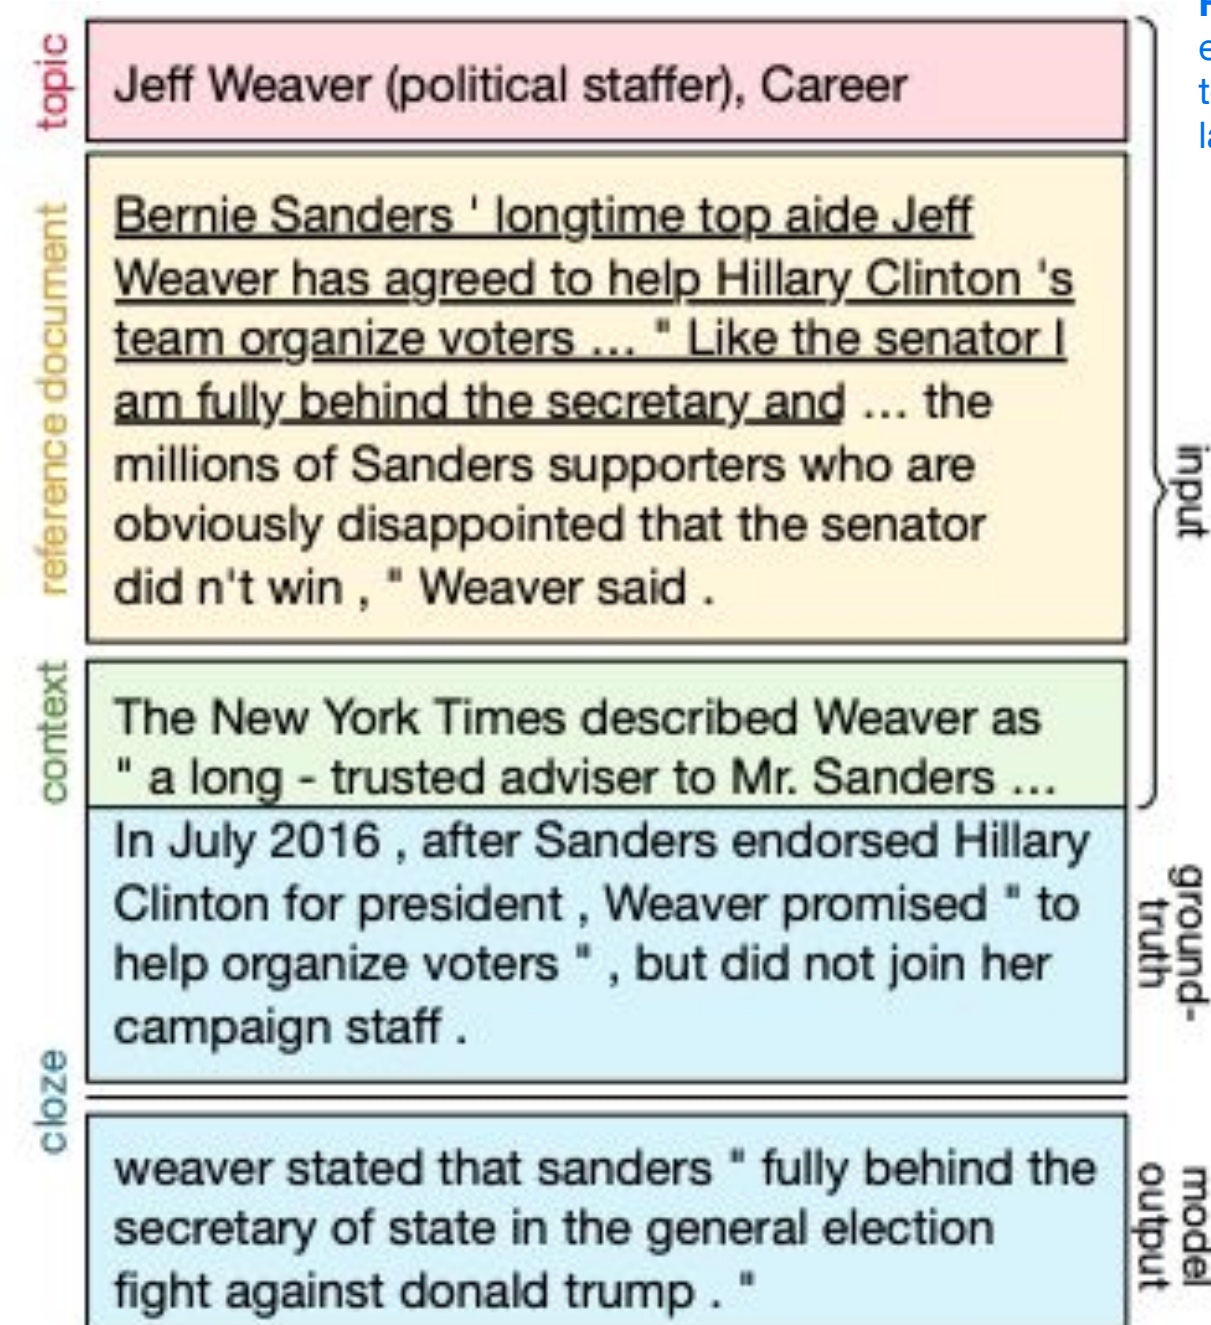 topic
Jeff Weaver (political staffer), Career
reference document
Bernie Sanders ' longtime top aide Jeff
Weaver has agreed to help Hillary Clinton 's
team organize voters ... " Like the senator I
am fully behind the secretary and ... the
millions of Sanders supporters who are
obviously disappointed that the senator
did n't win , " Weaver said .
input
context
The New York Times described Weaver as
" a long - trusted adviser to Mr. Sanders ...
cloze
In July 2016 , after Sanders endorsed Hillary
Clinton for president , Weaver promised " to
help organize voters " , but did not join her
campaign staff .
ground-
truth
weaver stated that sanders " fully behind the
secretary of state in the general election
fight against donald trump . "
model
output